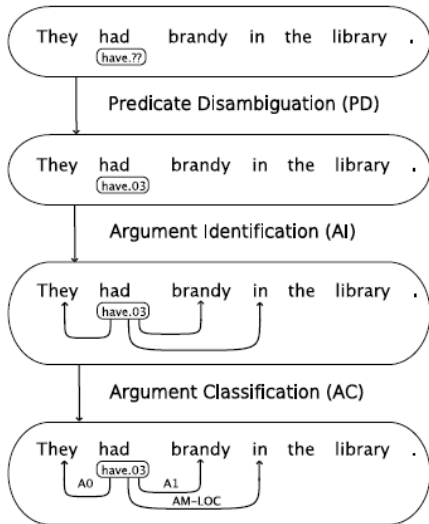 They had brandy in the library .
have.??
Predicate Disambiguation (PD)
They had brandy in the library .
have.03
Argument Identification (AI)
They had brandy in the library .
have.03
Argument Classification (AC)
They had brandy in the library .
have.03
A0 A1
AM-LOC